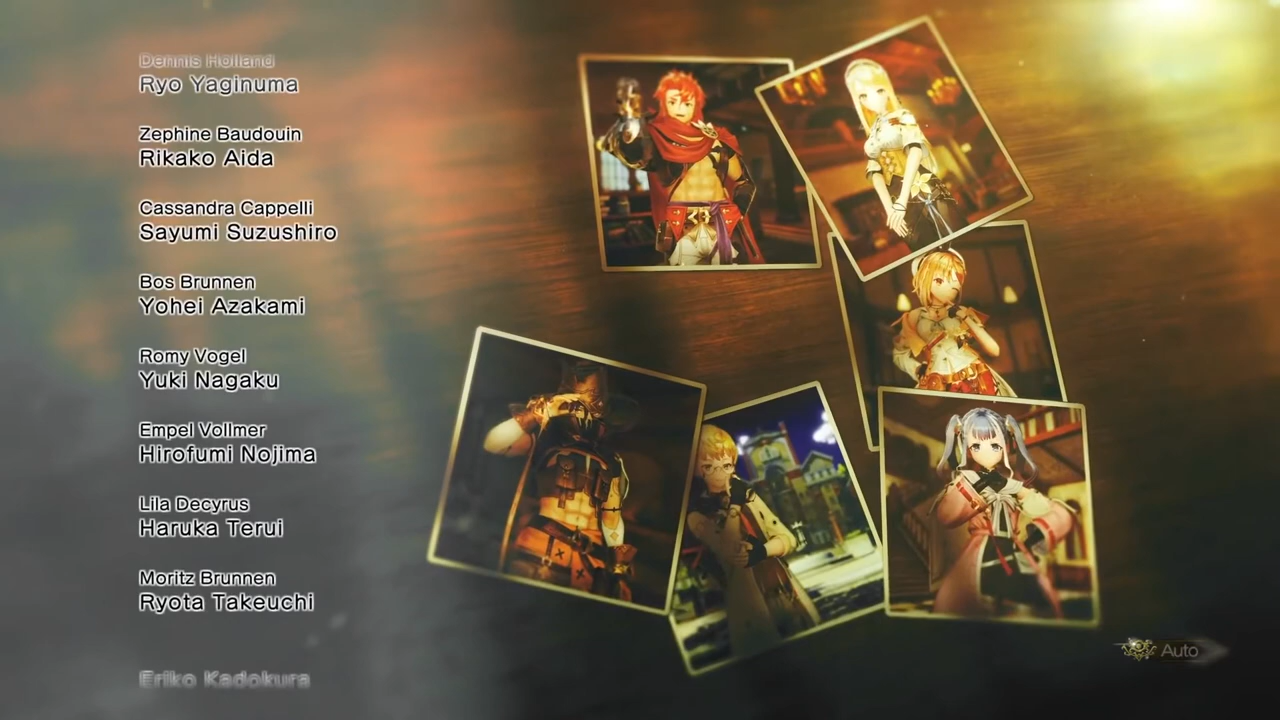 Dennis Holland
Ryo Yaginuma
Zephine Baudouin
Rikako Aida
Cassandra Cappelli
Sayumi Suzushiro
Bos Brunnen
Yohei Azakami
Romy Vogel
Yuki Nagaku
Empel Vollmer
Hirofumi Nojima
Lila Decyrus
Haruka Terui
Moritz Brunnen
Ryota Takeuchi
Eriko Kadokura
Auto